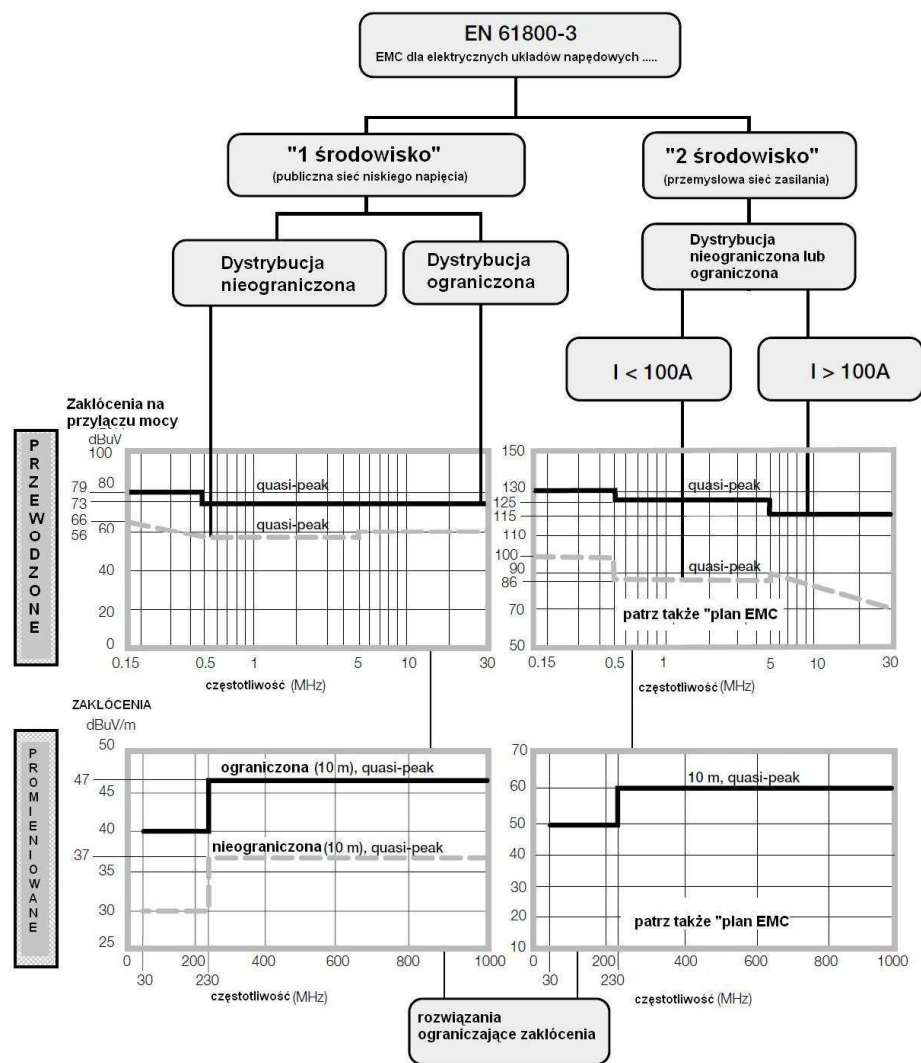 EN 61800-3
EMC dla elektrycznych układów napędowych .....
"1 środowisko"
(publiczna sieć niskiego napięcia)
"2 środowisko"
(przemysłowa sieć zasilania)
Dystrybucja
nieograniczona
Dystrybucja
ograniczona
Dystrybucja
nieograniczona lub
ograniczona
I < 100A
I > 100A
Zakłócenia na
przyłączu mocy
dBuV
PRZEWODZONE
100
80
79
73
66
60
56
40
20
0
quasi-peak
quasi-peak
0.15
0.5
1
5
10
30
częstotliwość (MHz)
150
130
125
115
110
100
90
86
70
50
quasi-peak
quasi-peak
patrz także "plan EMC
0.15
0.5
1
5
10
30
częstotliwość (MHz)
ZAKŁÓCENIA
dBuV/m
PROMIENIOWANE
50
47
45
40
37
35
30
25
ograniczona (10 m), quasi-peak
nieograniczona (10 m), quasi-peak
0
200
400
600
800
1000
30
230
częstotliwość (MHz)
70
60
50
40
30
20
10
10 m, quasi-peak
patrz także "plan EMC
0
200
400
600
800
1000
30
230
częstotliwość (MHz)
rozwiązania
ograniczające zakłócenia